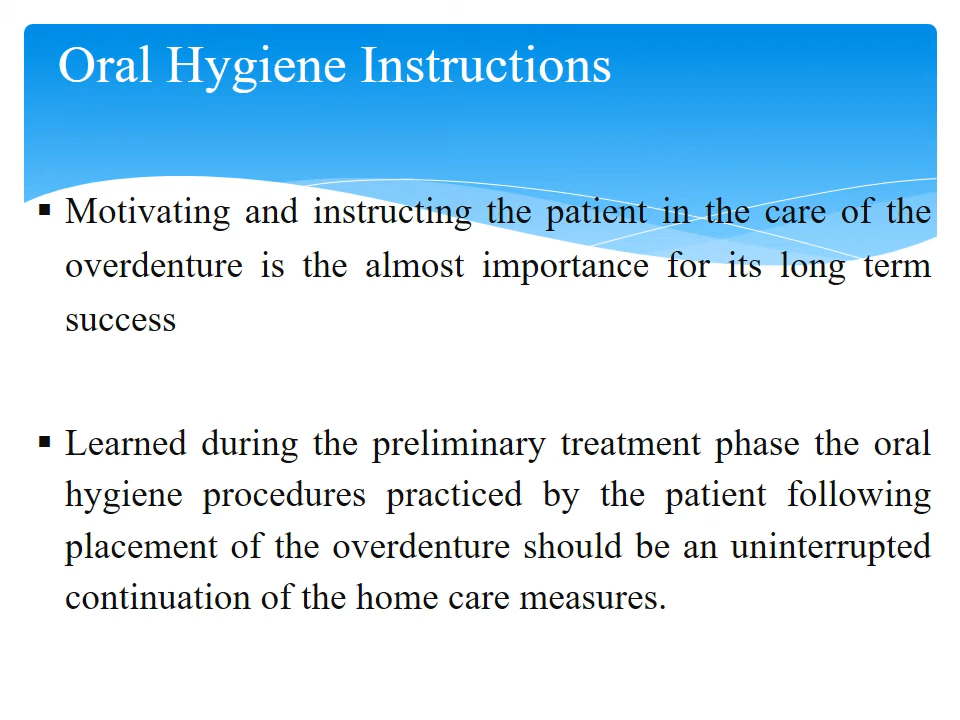 Oral Hygiene Instructions
▪ Motivating and instructing the patient in the care of the
overdenture is the almost importance for its long term
success
▪ Learned during the preliminary treatment phase the oral
hygiene procedures practiced by the patient following
placement of the overdenture should be an uninterrupted
continuation of the home care measures.